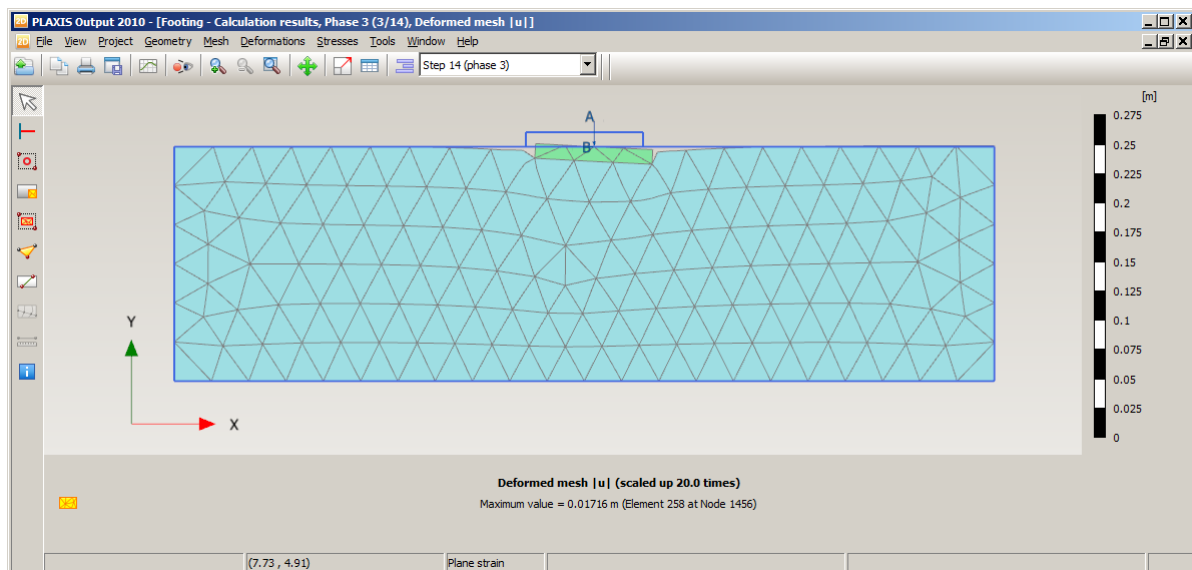 PLAXIS Output 2010 - [Footing - Calculation results, Phase 3 (3/14), Deformed mesh |u|]
File View Project Geometry Mesh Deformations Stresses Tools Window Help
Step 14 (phase 3)
[m]
A
B
0.275
0.25
0.225
0.2
0.175
0.15
0.125
0.1
0.075
0.05
0.025
0
Y
X
Deformed mesh |u| (scaled up 20.0 times)
Maximum value = 0.01716 m (Element 258 at Node 1456)
(7.73 , 4.91) Plane strain